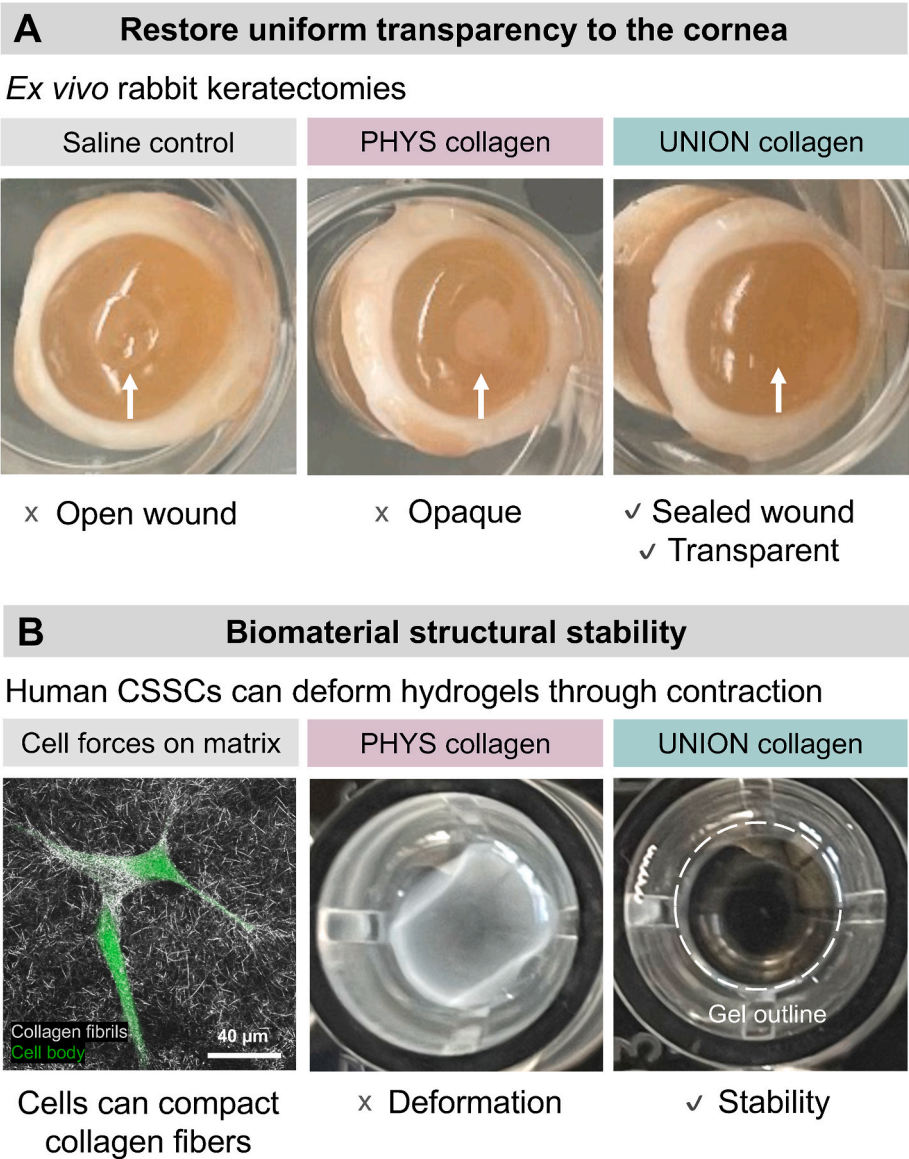 A Restore uniform transparency to the cornea
Ex vivo rabbit keratectomies
Saline control
PHYS collagen
UNION collagen
x Open wound
x Opaque
✓ Sealed wound
✓ Transparent
B Biomaterial structural stability
Human CSSCs can deform hydrogels through contraction
Cell forces on matrix
PHYS collagen
UNION collagen
Collagen fibrils
Cell body
40 μm
Gel outline
Cells can compact
collagen fibers
x Deformation
✓ Stability